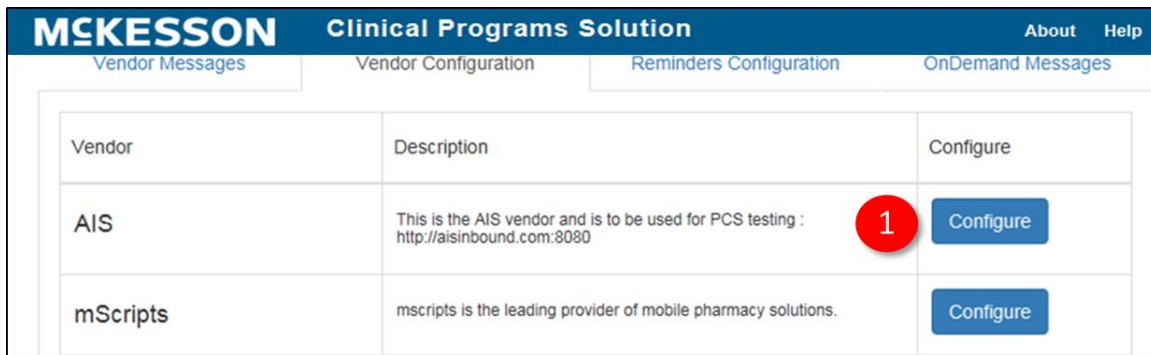 MCKESSON Clinical Programs Solution About Help
Vendor Messages Vendor Configuration Reminders Configuration OnDemand Messages
Vendor Description Configure
AIS
This is the AIS vendor and is to be used for PCS testing :
http://aisinbound.com:8080
1
Configure
mScripts
mscripts is the leading provider of mobile pharmacy solutions.
Configure